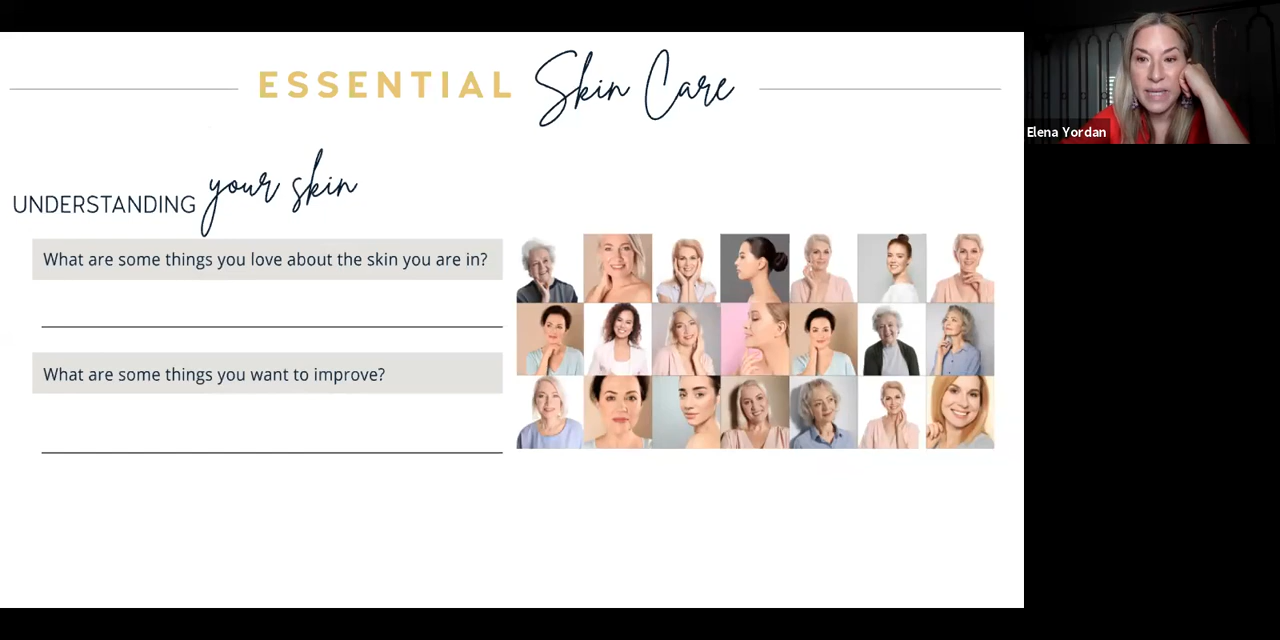 ESSENTIAL Skin Care
UNDERSTANDING your skin
What are some things you love about the skin you are in?
What are some things you want to improve?
Elena Yordan